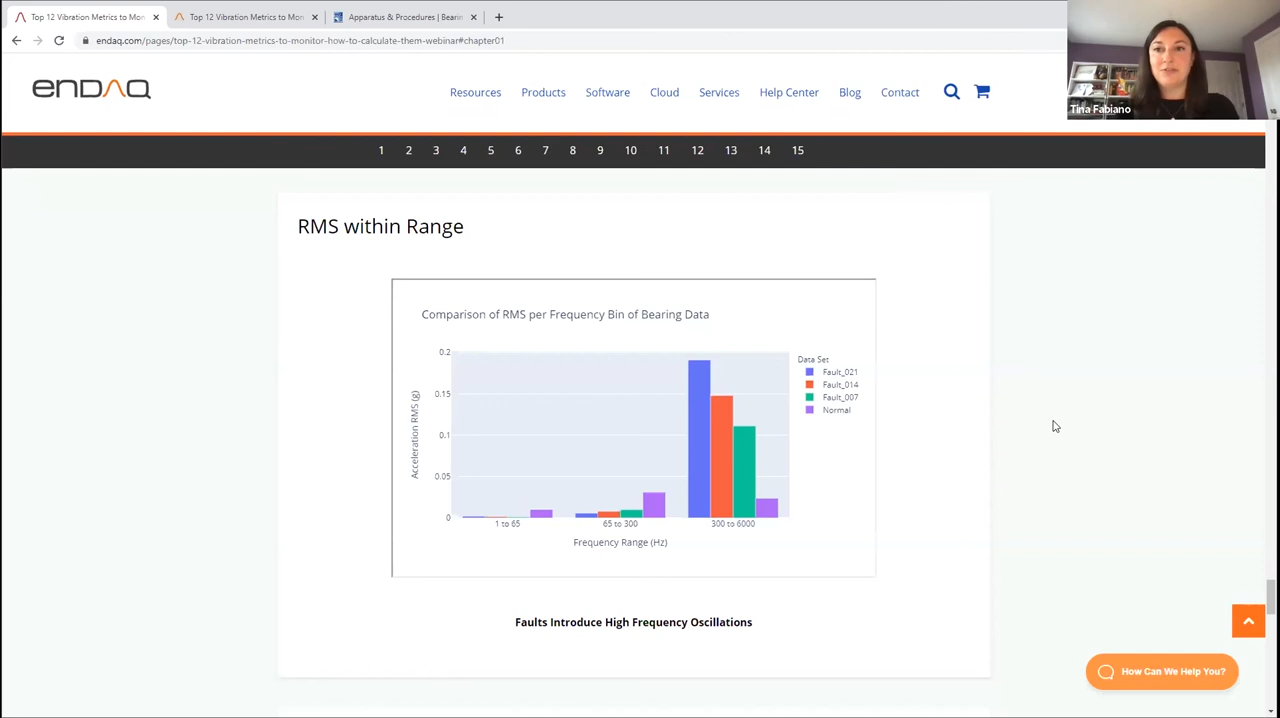 Top 12 Vibration Metrics to Mon
Top 12 Vibration Metrics to Mon
Apparatus & Procedures | Bearin
endaq.com/pages/top-12-vibration-metrics-to-monitor-how-to-calculate-them-webinar#chapter01
Tina Fabiano
enDAQ
Resources Products Software Cloud Services Help Center Blog Contact
1 2 3 4 5 6 7 8 9 10 11 12 13 14 15
RMS within Range
Comparison of RMS per Frequency Bin of Bearing Data
Acceleration RMS (g)
0.2
0.15
0.1
0.05
0
1 to 65 65 to 300 300 to 6000
Frequency Range (Hz)
Data Set
Fault_021
Fault_014
Fault_007
Normal
Faults Introduce High Frequency Oscillations
How Can We Help You?